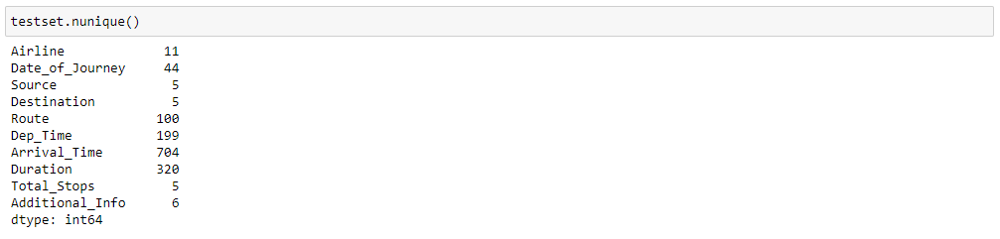 testset.nunique()
Airline 11
Date_of_Journey 44
Source 5
Destination 5
Route 100
Dep_Time 199
Arrival_Time 704
Duration 320
Total_Stops 5
Additional_Info 6
dtype: int64